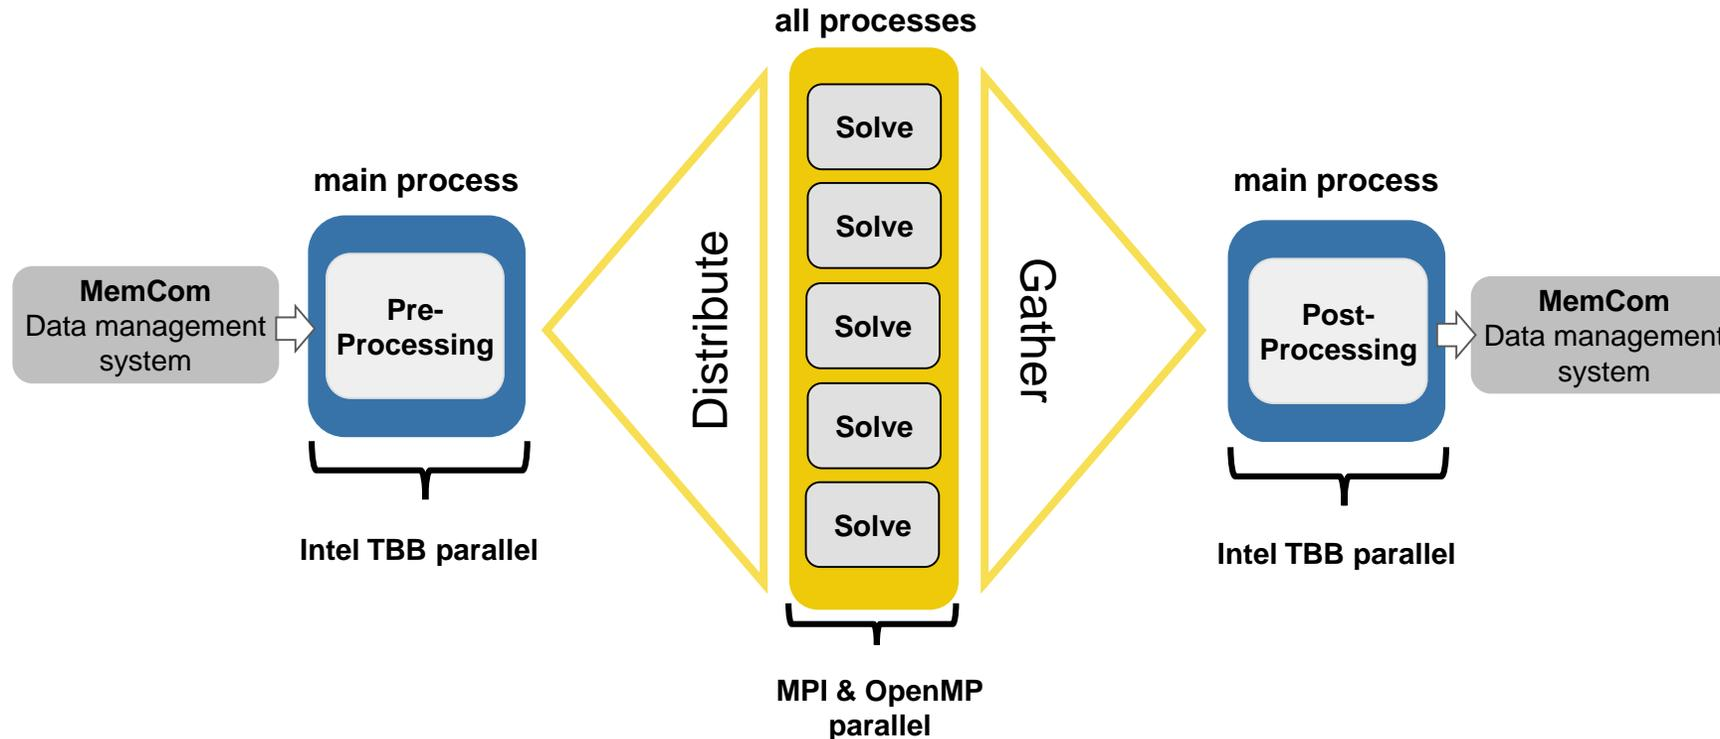 all processes
main process
MemCom
Data management
system
Pre-
Processing
Intel TBB parallel
Distribute
Solve
Solve
Solve
Solve
Solve
MPI & OpenMP
parallel
Gather
main process
Post-
Processing
Intel TBB parallel
MemCom
Data management
system